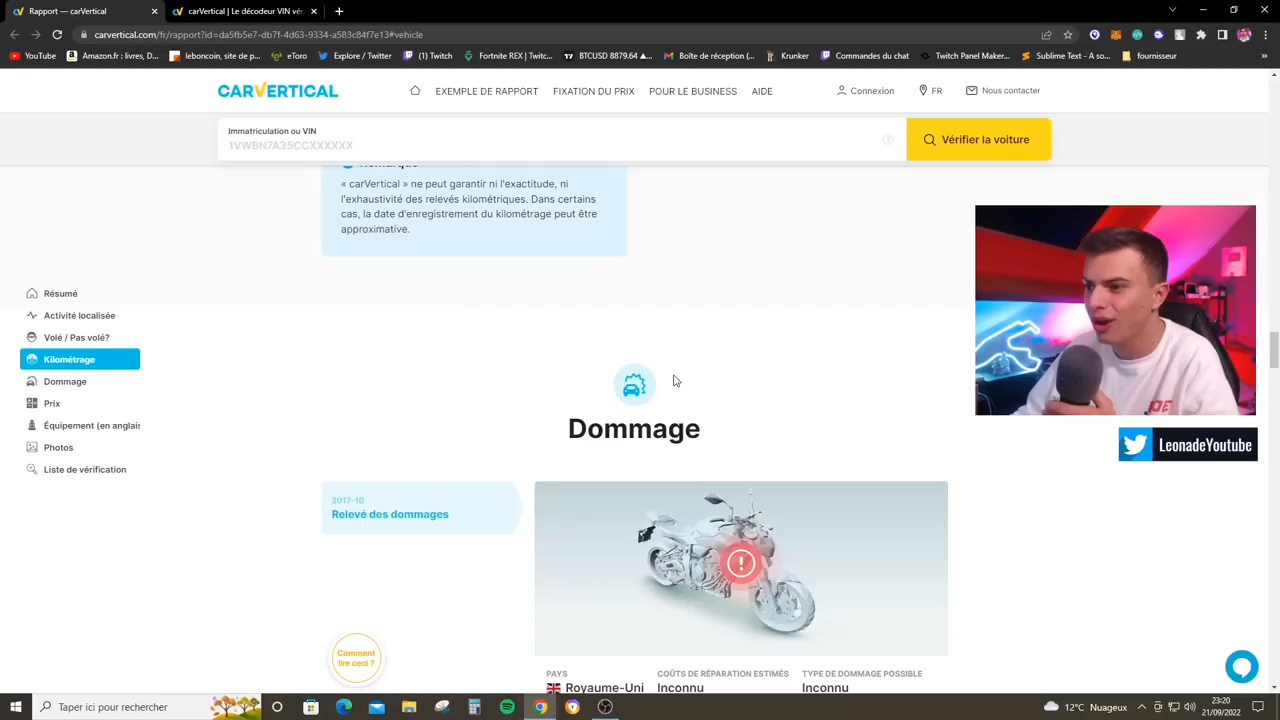 Rapport — carVertical
carVertical | Le décodeur VIN vér
carvertical.com/fr/rapport?id=da5fb5e7-db7f-4d63-9334-a583c84f7e13#vehicle
YouTube
Amazon.fr : livres, D...
leboncoin, site de p...
eToro
Explore / Twitter
(1) Twitch
Fortnite REX | Twitc...
BTCUSD 8879.64 ▲...
Boîte de réception (...
Krunker
Commandes du chat
Twitch Panel Maker...
Sublime Text - A so...
fournisseur
CARVERTICAL
EXEMPLE DE RAPPORT
FIXATION DU PRIX
POUR LE BUSINESS
AIDE
Connexion
FR
Nous contacter
Immatriculation ou VIN
1VWBN7A35CCXXXXXX
Vérifier la voiture
Remarque
« carVertical » ne peut garantir ni l'exactitude, ni
l'exhaustivité des relevés kilométriques. Dans certains
cas, la date d'enregistrement du kilométrage peut être
approximative.
Résumé
Activité localisée
Volé / Pas volé?
Kilométrage
Dommage
Prix
Équipement (en anglais
Photos
Liste de vérification
LeonadeYoutube
Dommage
2017-10
Relevé des dommages
Comment
lire ceci ?
PAYS
Royaume-Uni
COÛTS DE RÉPARATION ESTIMÉS
Inconnu
TYPE DE DOMMAGE POSSIBLE
Inconnu
Taper ici pour rechercher
12°C Nuageux
23:20
21/09/2022